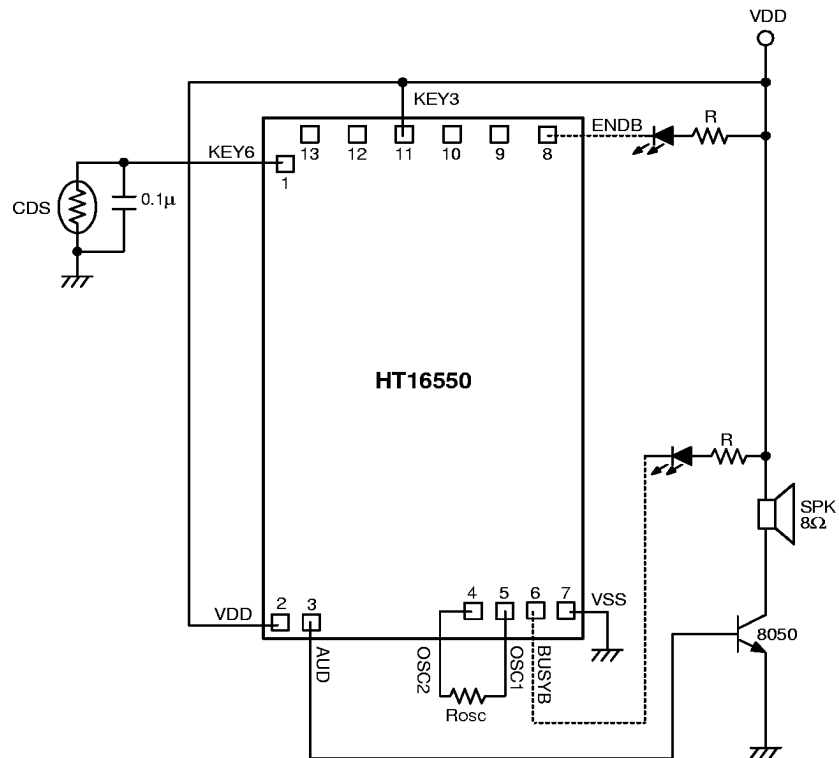 VDD
KEY3
ENDB
R
KEY6
13
12
11
10
9
8
1
CDS
0.1µ
HT16550
R
SPK
8Ω
VDD
2
3
4
5
6
7
VSS
AUD
OSC2
OSC1
BUSYB
Rosc
8050